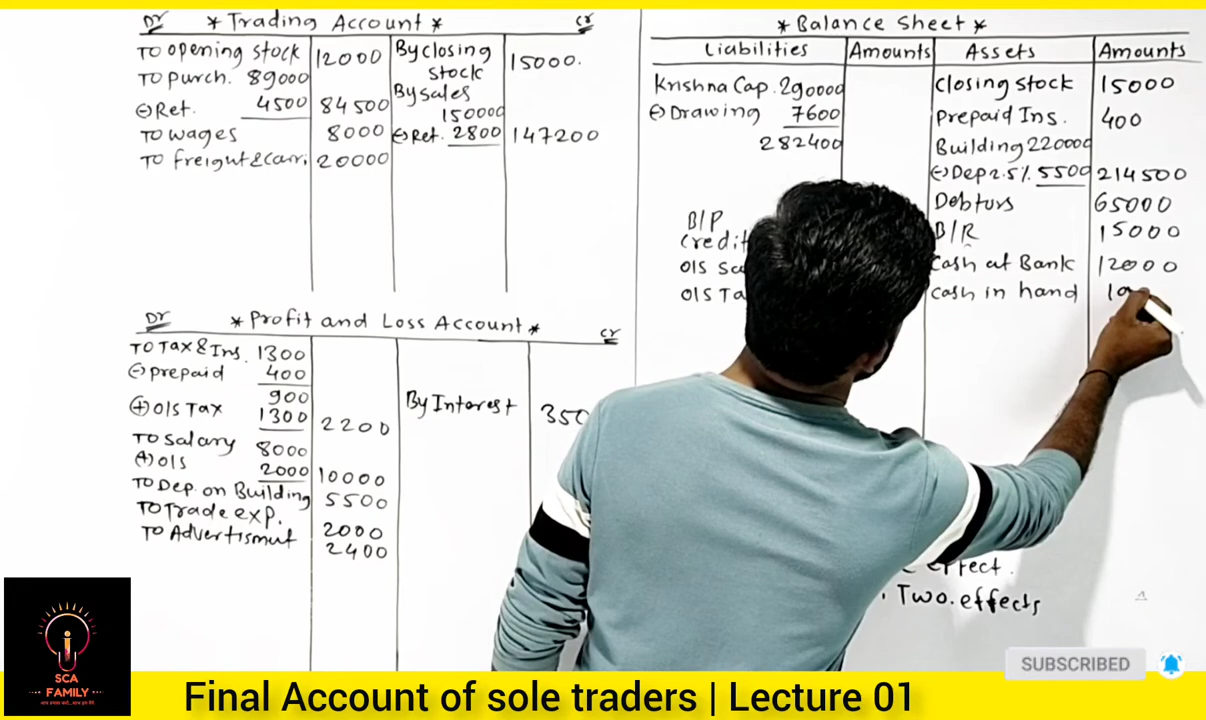 Dr * Trading Account * cr
TO opening stock 12000 By closing stock 15000.
TO purch. 89000
(-) Ret. 4500 84500 By sales 150000
TO wages 8000 (-) Ret. 2800 147200
TO freight & carri. 20000
Dr * Profit and Loss Account * cr
TO Tax & Ins. 1300
(-) prepaid 400
900
(+) O/S Tax 1300 2200 By Interest 350
TO salary 8000
(+) O/S 2000 10000
TO Dep. on Building 5500
TO Trade exp. 2000
TO Advertismut 2400
* Balance Sheet *
Liabilities Amounts Assets Amounts
Krishna Cap. 290000 Closing stock 15000
(-) Drawing 7600 Prepaid Ins. 400
282400 Building 220000
(-) Dep 2.5% 5500 214500
Debturs 65000
B/P B/R 15000
O/S Cash at Bank 12000
O/S Cash in hand
effect.
Two. effects
SCA
FAMILY
SUBSCRIBED
Final Account of sole traders | Lecture 01